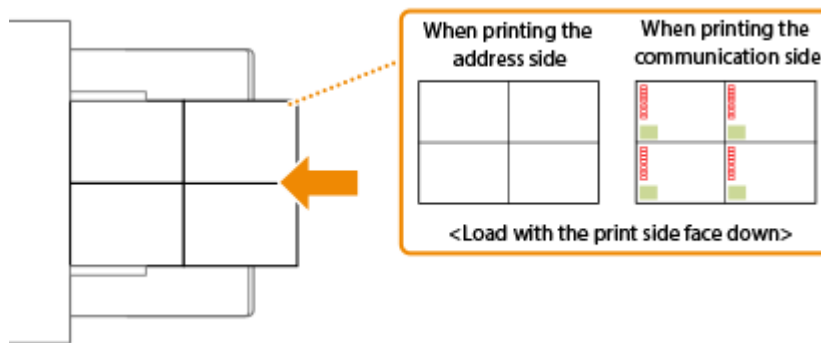 When printing the
address side
When printing the
communication side
<Load with the print side face down>